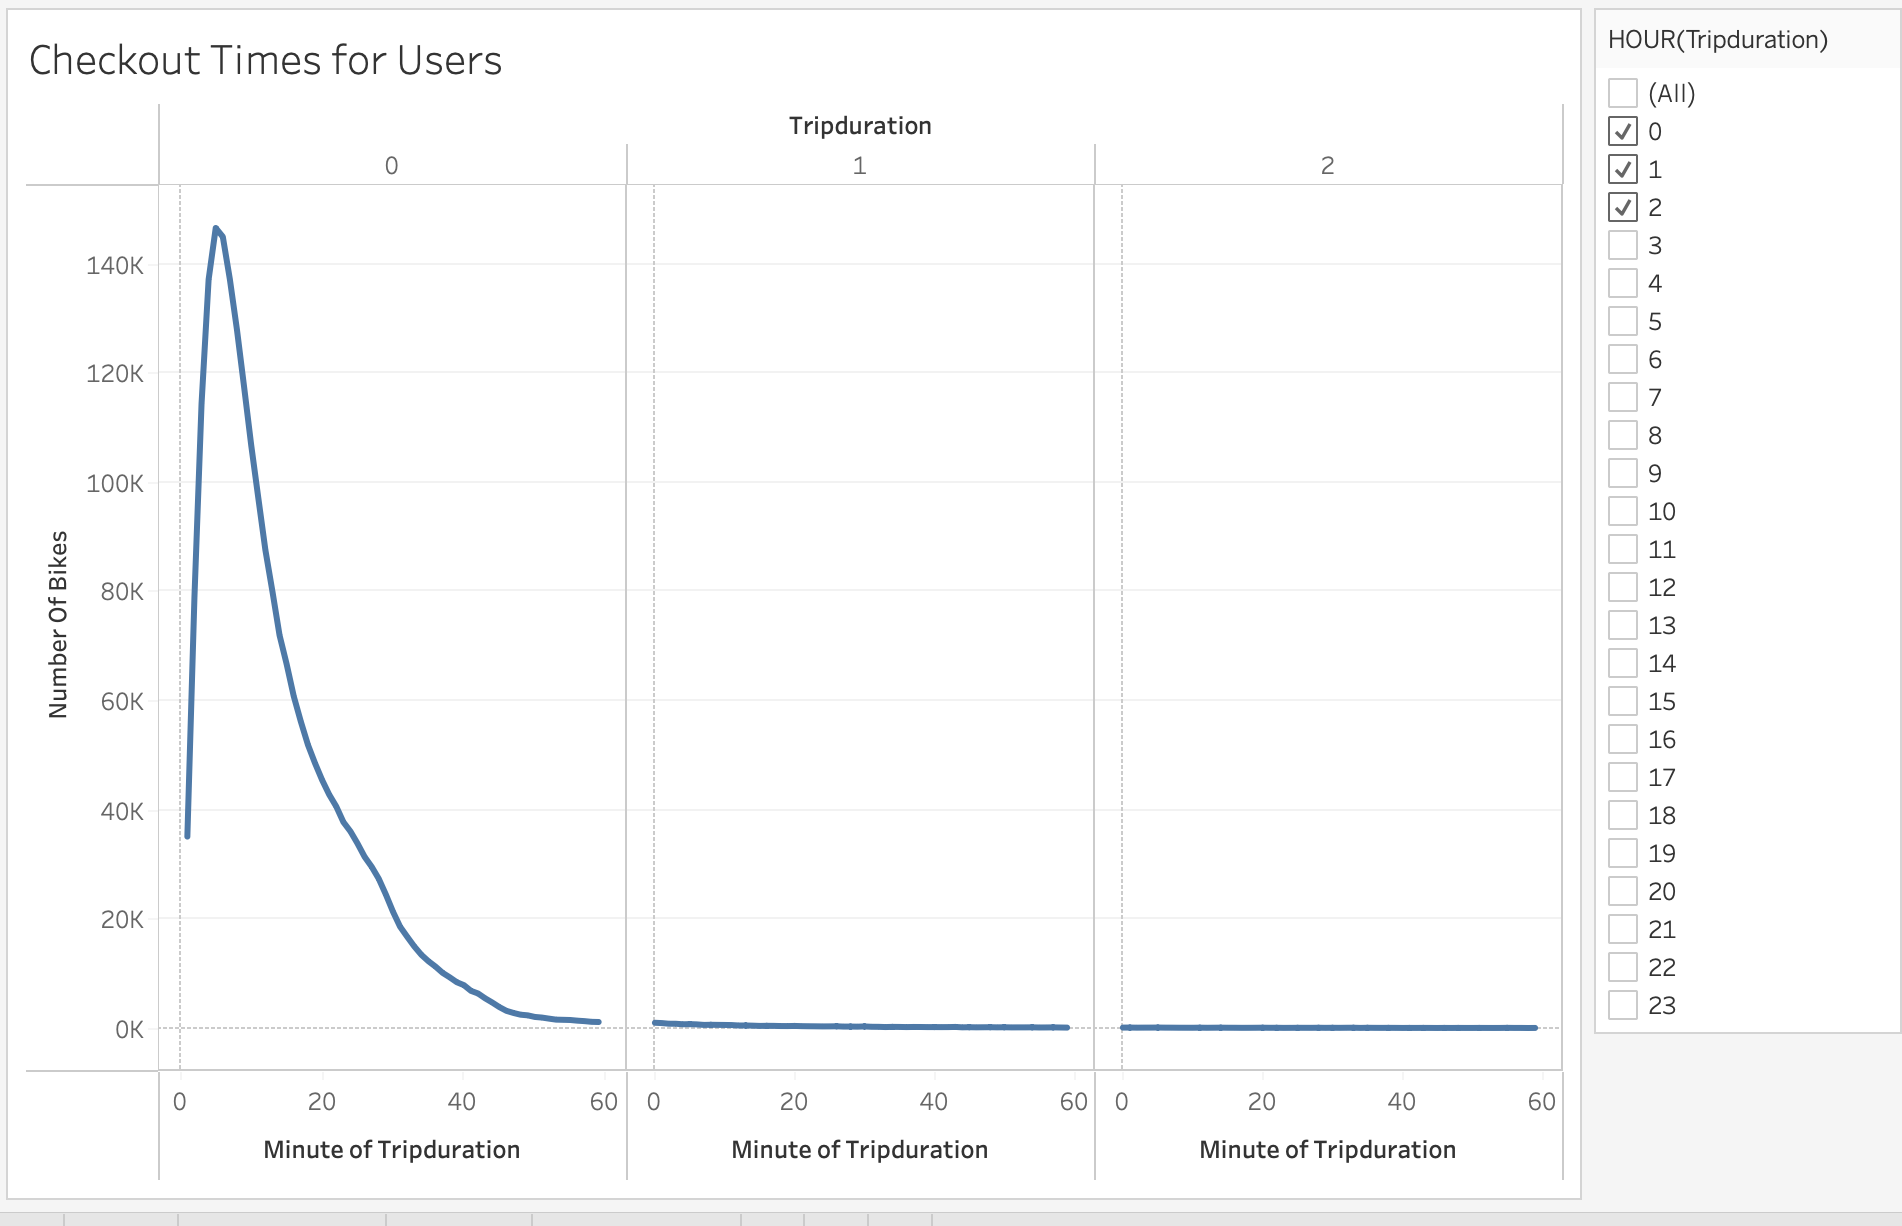 Checkout Times for Users
Tripduration
0 1 2
140K
120K
100K
80K
60K
40K
20K
0K
Number Of Bikes
0 20 40 60 0 20 40 60 0 20 40 60
Minute of Tripduration Minute of Tripduration Minute of Tripduration
HOUR(Tripduration)
(All)
0
1
2
3
4
5
6
7
8
9
10
11
12
13
14
15
16
17
18
19
20
21
22
23